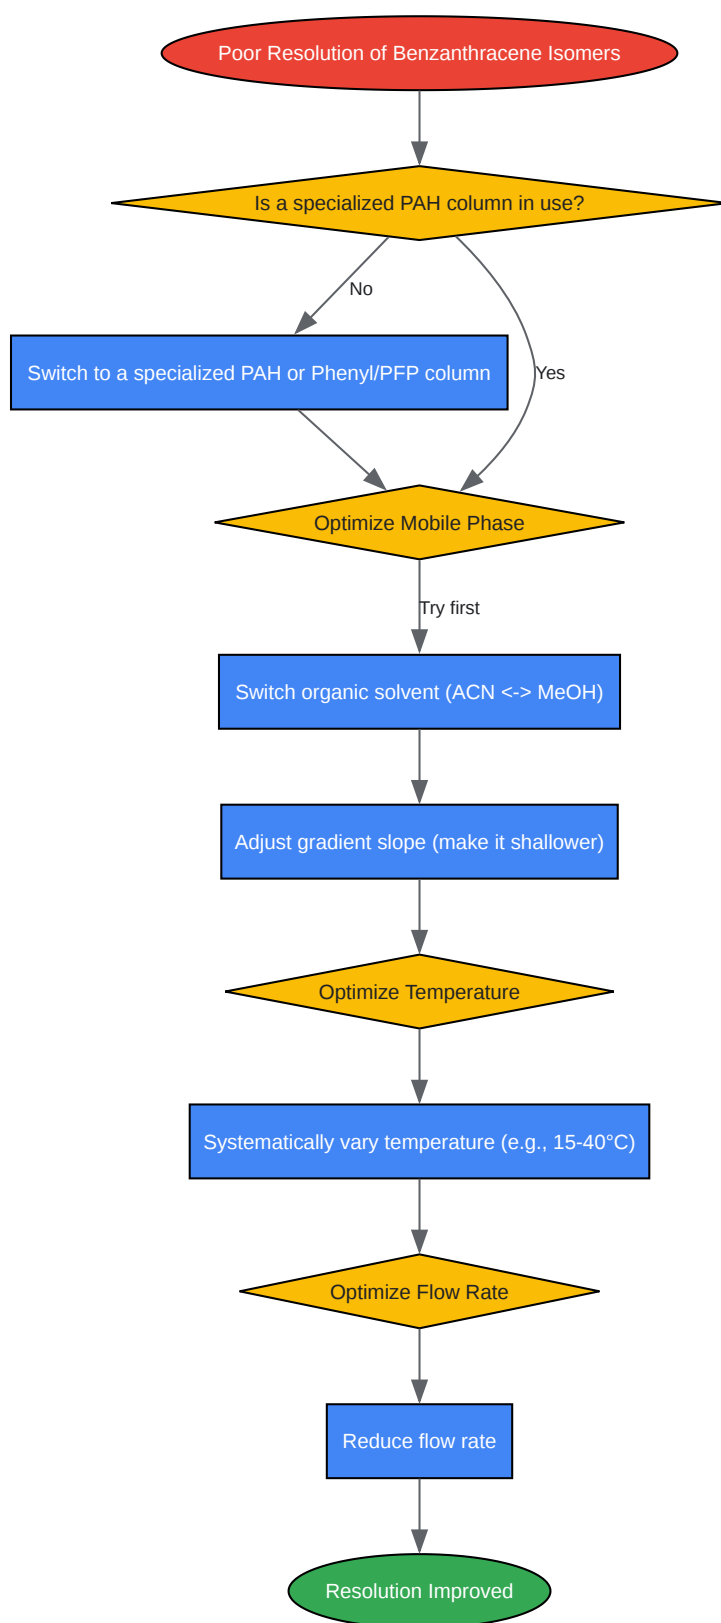 Poor Resolution of Benzanthracene Isomers
Is a specialized PAH column in use?
No
Switch to a specialized PAH or Phenyl/PFP column
Yes
Optimize Mobile Phase
Try first
Switch organic solvent (ACN <-> MeOH)
Adjust gradient slope (make it shallower)
Optimize Temperature
Systematically vary temperature (e.g., 15-40°C)
Optimize Flow Rate
Reduce flow rate
Resolution Improved